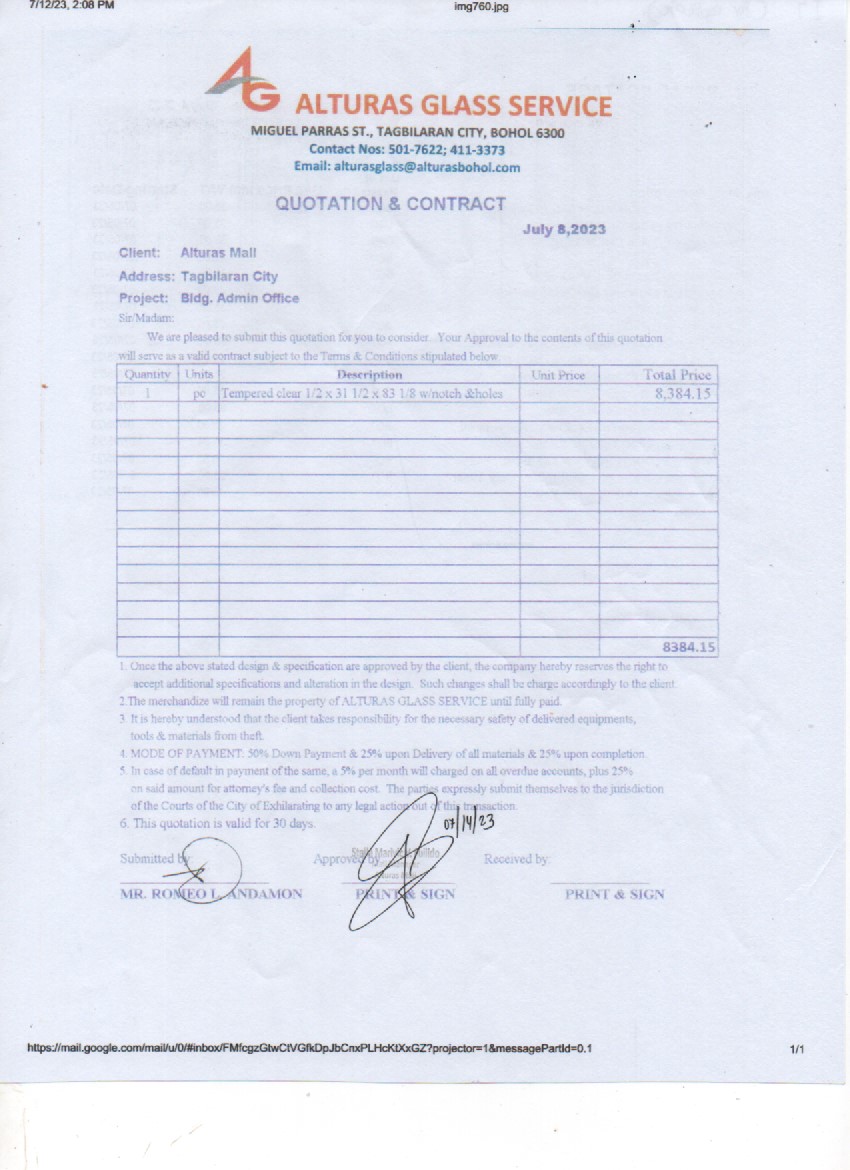 7/12/23, 2:08 PM img760.jpg
AG ALTURAS GLASS SERVICE
MIGUEL PARRAS ST., TAGBILARAN CITY, BOHOL 6300
Contact Nos: 501-7622; 411-3373
Email: alturasglass@alturasbohol.com
QUOTATION & CONTRACT
July 8,2023
Client: Alturas Mall
Address: Tagbilaran City
Project: Bldg. Admin Office
Sir/Madam:
We are pleased to submit this quotation for you to consider. Your Approval to the contents of this quotation
will serve as a valid contract subject to the Terms & Conditions stipulated below.
Quantity Units Description Unit Price Total Price
1 pc Tempered clear 1/2 x 31 1/2 x 83 1/8 w/notch &holes 8,384.15
8384.15
1. Once the above stated design & specification are approved by the client, the company hereby reserves the right to
accept additional specifications and alteration in the design. Such changes shall be charge accordingly to the client.
2.The merchandize will remain the property of ALTURAS GLASS SERVICE until fully paid.
3. It is hereby understood that the client takes responsibility for the necessary safety of delivered equipments,
tools & materials from theft.
4. MODE OF PAYMENT: 50% Down Payment & 25% upon Delivery of all materials & 25% upon completion.
5. In case of default in payment of the same, a 5% per month will charged on all overdue accounts, plus 25%
on said amount for attorney's fee and collection cost. The parties expressly submit themselves to the jurisdiction
of the Courts of the City of Exhilarating to any legal action out of this transaction.
6. This quotation is valid for 30 days.
07/14/23
Submitted by: Approved by: Received by:
MR. ROMEO L. ANDAMON PRINT & SIGN PRINT & SIGN
1/1